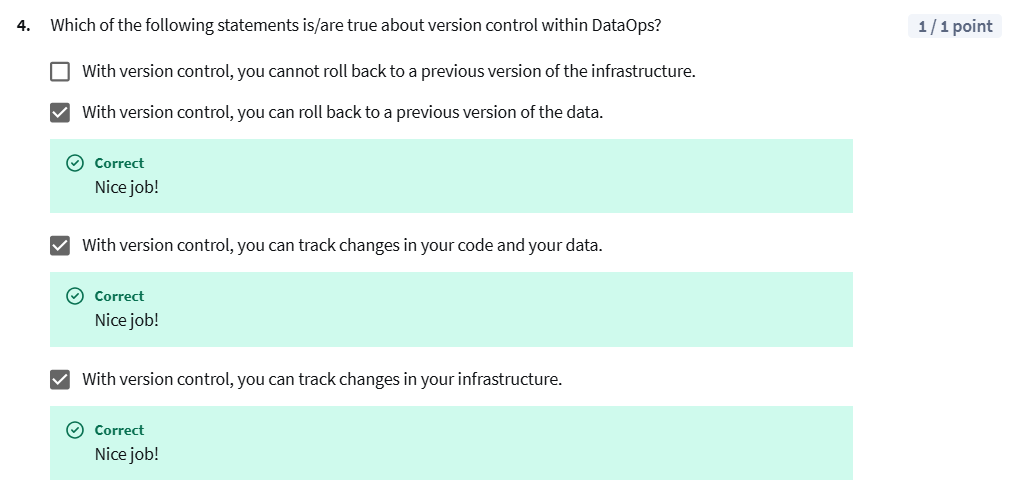 4. Which of the following statements is/are true about version control within DataOps?
1 / 1 point
With version control, you cannot roll back to a previous version of the infrastructure.
With version control, you can roll back to a previous version of the data.
Correct
Nice job!
With version control, you can track changes in your code and your data.
Correct
Nice job!
With version control, you can track changes in your infrastructure.
Correct
Nice job!